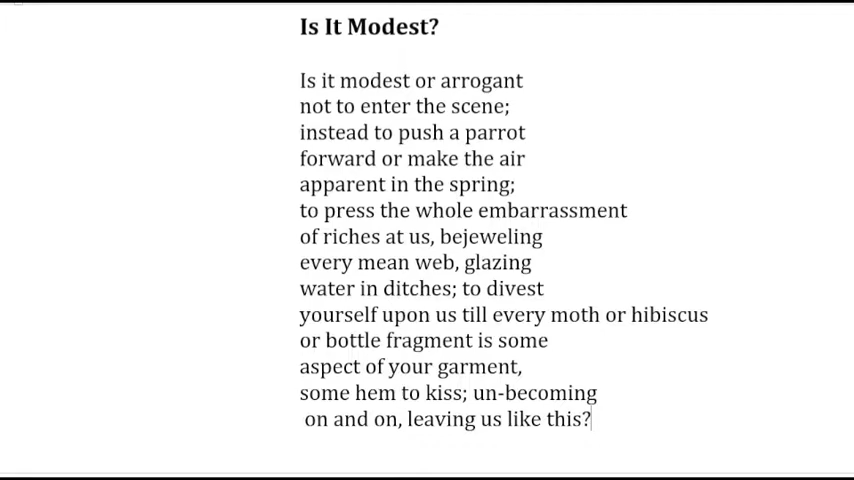 Is It Modest?
Is it modest or arrogant
not to enter the scene;
instead to push a parrot
forward or make the air
apparent in the spring;
to press the whole embarrassment
of riches at us, bejeweling
every mean web, glazing
water in ditches; to divest
yourself upon us till every moth or hibiscus
or bottle fragment is some
aspect of your garment,
some hem to kiss; un-becoming
on and on, leaving us like this?